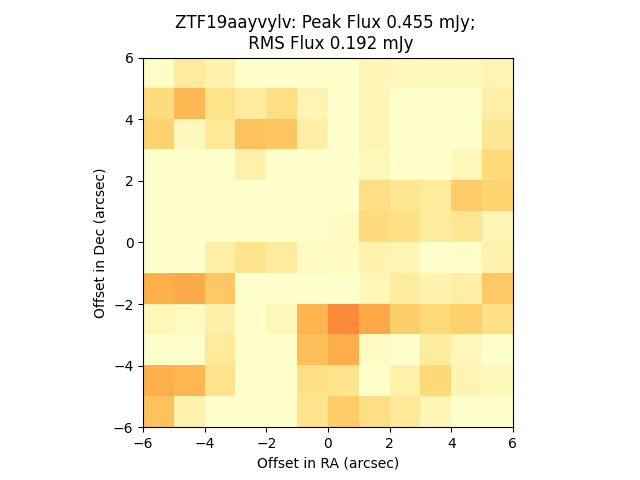 ZTF19aayvylv: Peak Flux 0.455 mJy;
RMS Flux 0.192 mJy
6
4
2
0
−2
−4
−6
Offset in Dec (arcsec)
−6 −4 −2 0 2 4 6
Offset in RA (arcsec)